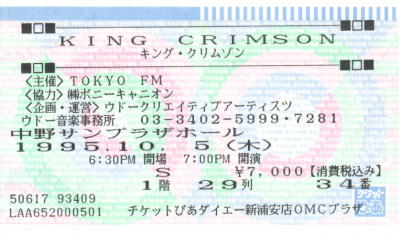 KING CRIMSON
キング・クリムゾン
<主催> TOKYO FM
<協力> ㈱ポニーキャニオン
<企画・運営> ウドークリエイティブアーティスツ
ウドー音楽事務所 03-3402-5999・7281
中野サンプラザホール
1995.10. 5(木)
6:30PM 開場 7:00PM 開演
S ¥7,000【消費税込み】
1階 29列 34番
50617 93409
LAA652000501 チケットぴあダイエー新浦安店OMCプラザ